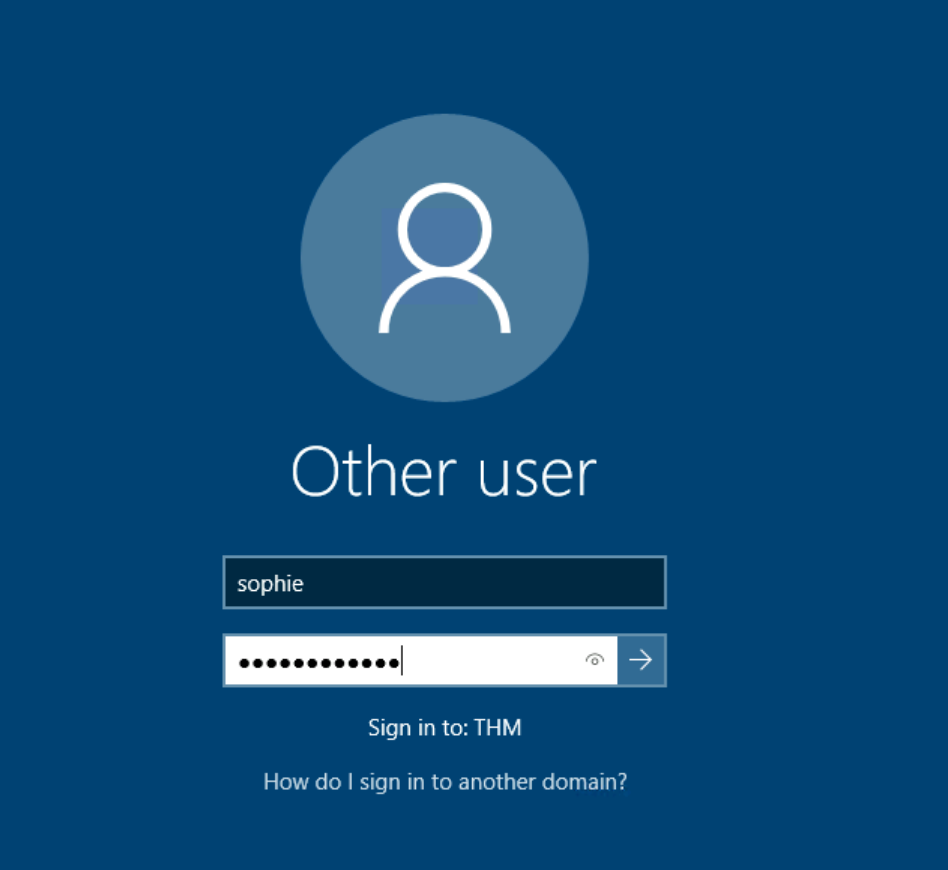 Other user
sophie
••••••••••••
Sign in to: THM
How do I sign in to another domain?